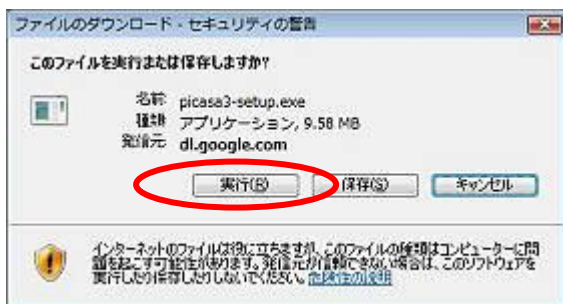 ファイルのダウンロード - セキュリティの警告
このファイルを実行または保存しますか?
名前: picasa3-setup.exe
種類: アプリケーション, 9.58 MB
発信元: dl.google.com
実行(R) 保存(S) キャンセル
インターネットのファイルは役に立ちますが、このファイルの種類はコンピューターに問
題を起こす可能性があります。発信元が信頼できない場合は、このソフトウェアを
実行したり保存したりしないでください。危険性の説明